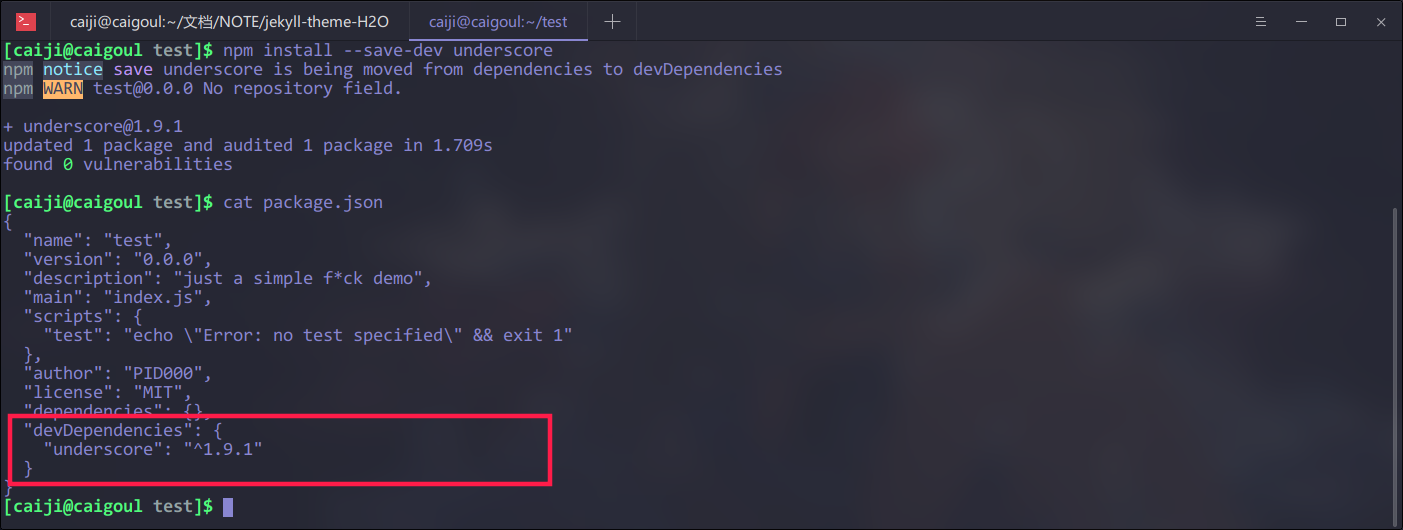 caiji@caigoul:~/文档/NOTE/jekyll-theme-H2O
caiji@caigoul:~/test
[caiji@caigoul test]$ npm install --save-dev underscore
npm notice save underscore is being moved from dependencies to devDependencies
npm WARN test@0.0.0 No repository field.
+ underscore@1.9.1
updated 1 package and audited 1 package in 1.709s
found 0 vulnerabilities
[caiji@caigoul test]$ cat package.json
{
  "name": "test",
  "version": "0.0.0",
  "description": "just a simple f*ck demo",
  "main": "index.js",
  "scripts": {
    "test": "echo \"Error: no test specified\" && exit 1"
  },
  "author": "PID000",
  "license": "MIT",
  "dependencies": {},
  "devDependencies": {
    "underscore": "^1.9.1"
  }
}
[caiji@caigoul test]$